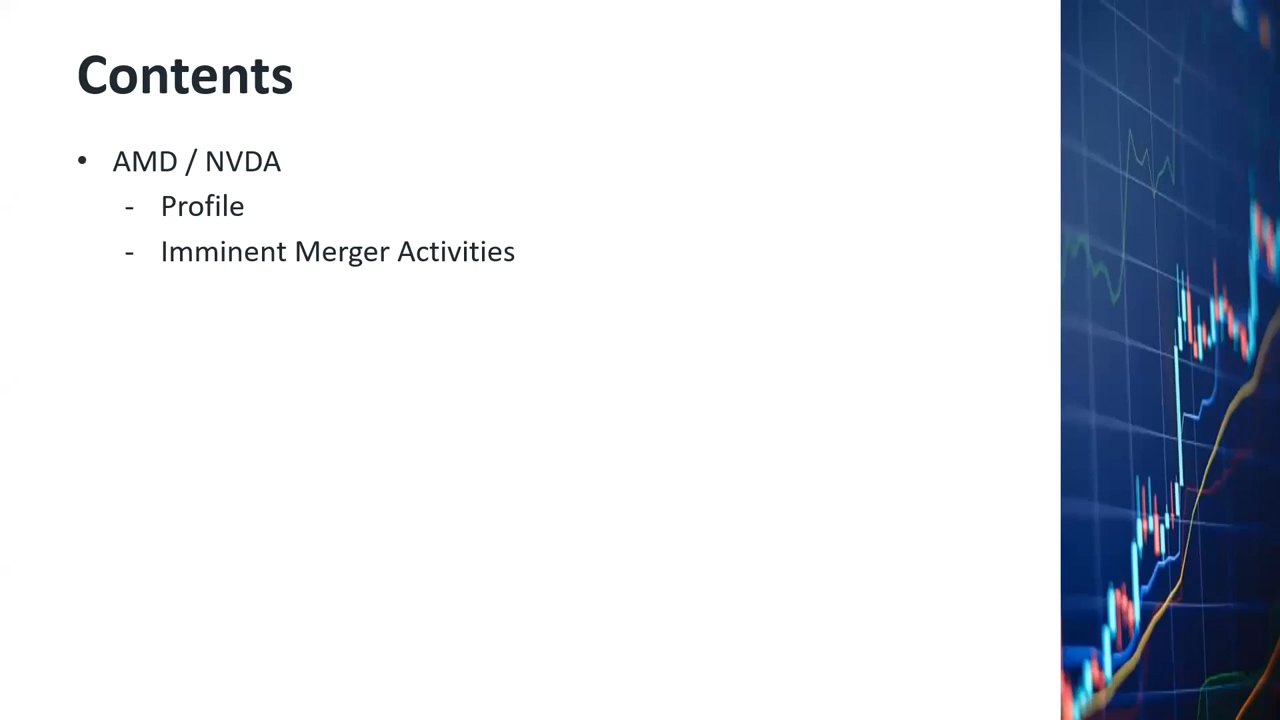 Contents
• AMD / NVDA
- Profile
- Imminent Merger Activities